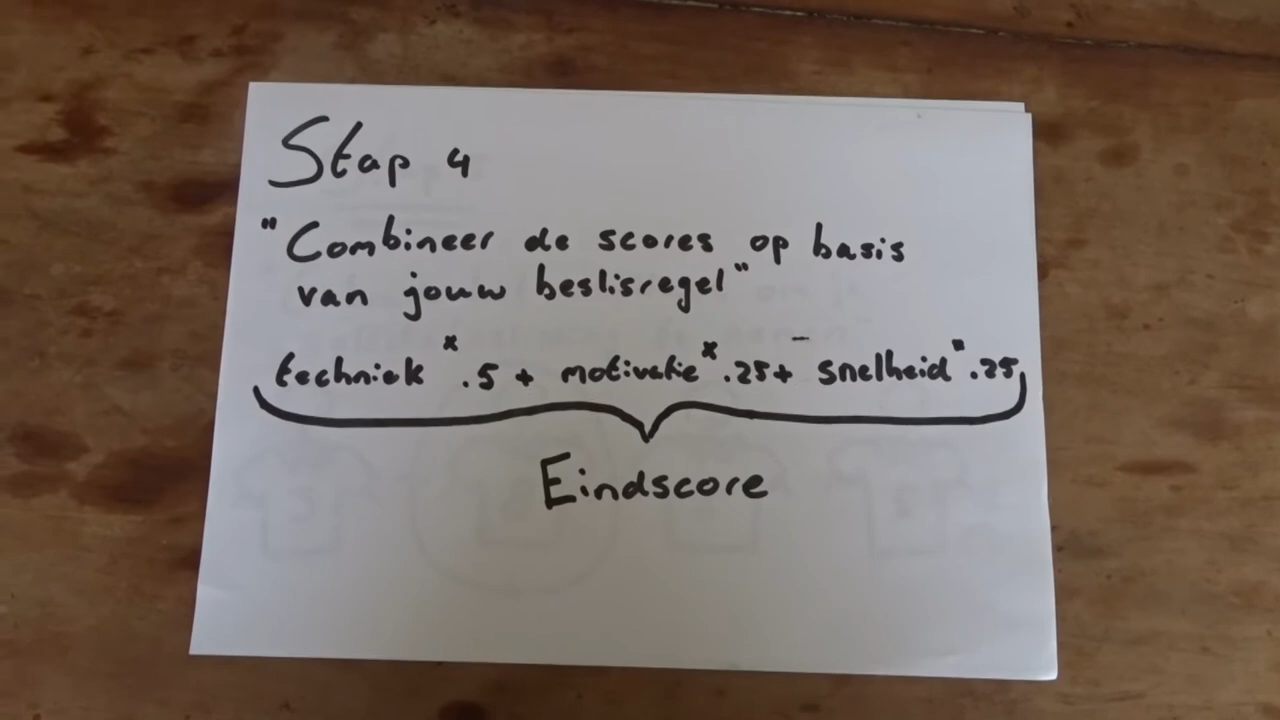 Stap 4
"Combineer de scores op basis
van jouw beslisregel"
techniek * .5 + motivatie * .25 + snelheid * .25
Eindscore